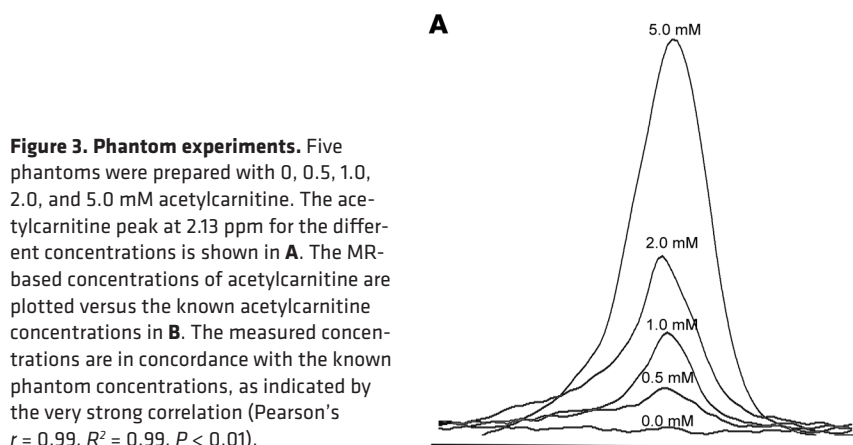 Figure 3. Phantom experiments. Five
phantoms were prepared with 0, 0.5, 1.0,
2.0, and 5.0 mM acetylcarnitine. The ace-
tylcarnitine peak at 2.13 ppm for the differ-
ent concentrations is shown in A. The MR-
based concentrations of acetylcarnitine are
plotted versus the known acetylcarnitine
concentrations in B. The measured concen-
trations are in concordance with the known
phantom concentrations, as indicated by
the very strong correlation (Pearson's
r = 0.99, R² = 0.99, P < 0.01).
A
5.0 mM
2.0 mM
1.0 mM
0.5 mM
0.0 mM